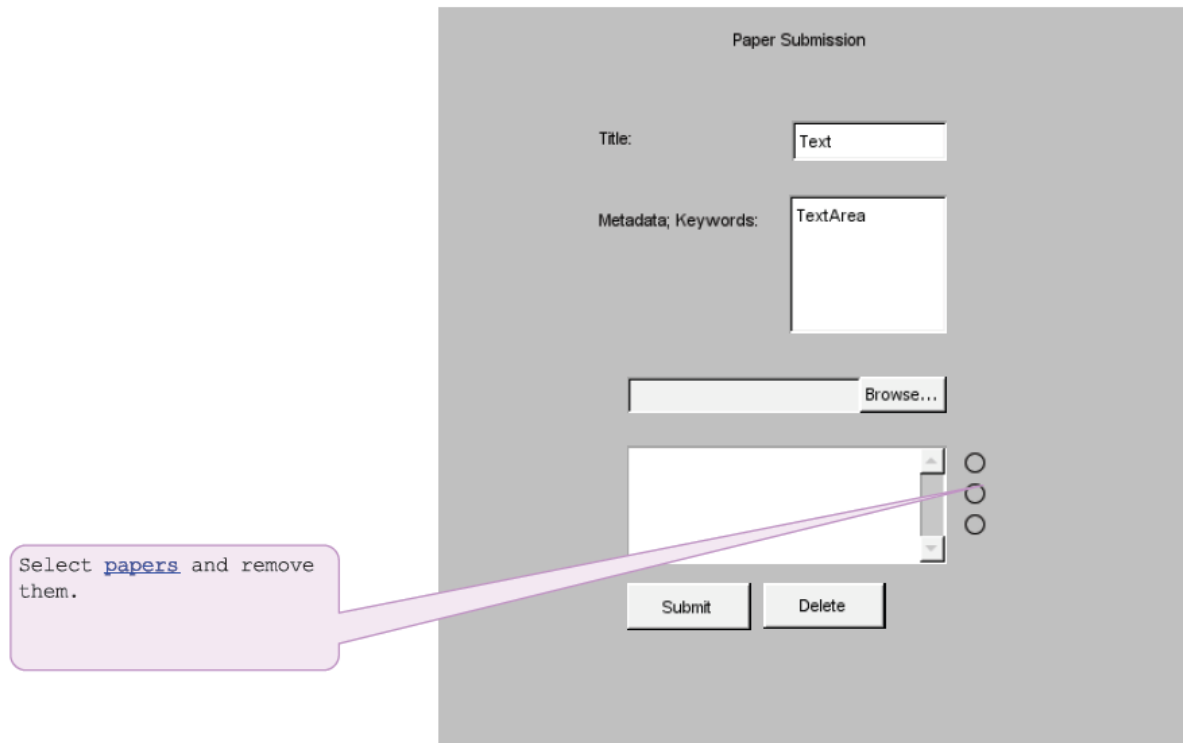 Paper Submission
Title:
Text
Metadata; Keywords:
TextArea
Browse...
Select papers and remove
them.
Submit
Delete